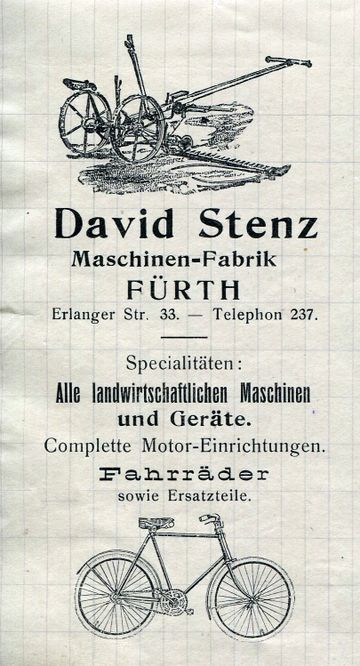 David Stenz
Maschinen-Fabrik
FÜRTH
Erlanger Str. 33. — Telephon 237.
Specialitäten:
Alle landwirtschaftlichen Maschinen
und Geräte.
Complette Motor-Einrichtungen.
Fahrräder
sowie Ersatzteile.